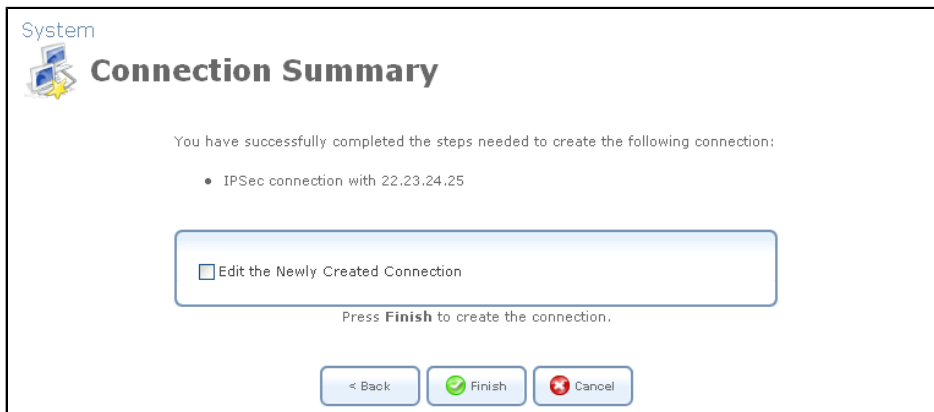 System
Connection Summary
You have successfully completed the steps needed to create the following connection:
• IPSec connection with 22.23.24.25
Edit the Newly Created Connection
Press Finish to create the connection.
< Back
Finish
Cancel